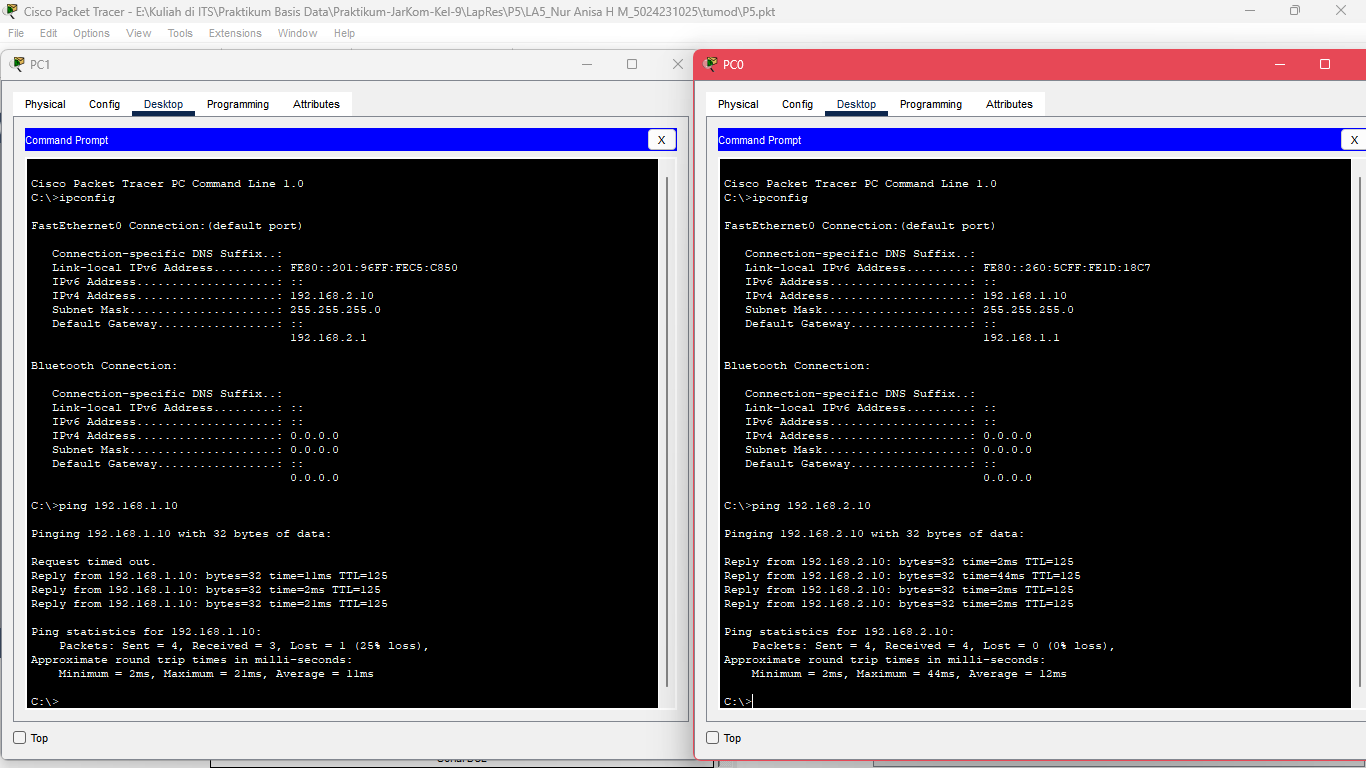 Cisco Packet Tracer - E:\Kuliah di ITS\Praktikum Basis Data\Praktikum-JarKom-Kel-9\LapRes\P5\LA5_Nur Anisa H M_5024231025\tumod\P5.pkt
File Edit Options View Tools Extensions Window Help
PC1
Physical Config Desktop Programming Attributes
Command Prompt X
Cisco Packet Tracer PC Command Line 1.0
C:\>ipconfig
FastEthernet0 Connection:(default port)
Connection-specific DNS Suffix..:
Link-local IPv6 Address.........: FE80::201:96FF:FEC5:C850
IPv6 Address....................: ::
IPv4 Address....................: 192.168.2.10
Subnet Mask.....................: 255.255.255.0
Default Gateway.................: ::
192.168.2.1
Bluetooth Connection:
Connection-specific DNS Suffix..:
Link-local IPv6 Address.........: ::
IPv6 Address....................: ::
IPv4 Address....................: 0.0.0.0
Subnet Mask.....................: 0.0.0.0
Default Gateway.................: ::
0.0.0.0
C:\>ping 192.168.1.10
Pinging 192.168.1.10 with 32 bytes of data:
Request timed out.
Reply from 192.168.1.10: bytes=32 time=11ms TTL=125
Reply from 192.168.1.10: bytes=32 time=2ms TTL=125
Reply from 192.168.1.10: bytes=32 time=21ms TTL=125
Ping statistics for 192.168.1.10:
Packets: Sent = 4, Received = 3, Lost = 1 (25% loss),
Approximate round trip times in milli-seconds:
Minimum = 2ms, Maximum = 21ms, Average = 11ms
C:\>
Top
PC0
Physical Config Desktop Programming Attributes
Command Prompt X
Cisco Packet Tracer PC Command Line 1.0
C:\>ipconfig
FastEthernet0 Connection:(default port)
Connection-specific DNS Suffix..:
Link-local IPv6 Address.........: FE80::260:5CFF:FE1D:18C7
IPv6 Address....................: ::
IPv4 Address....................: 192.168.1.10
Subnet Mask.....................: 255.255.255.0
Default Gateway.................: ::
192.168.1.1
Bluetooth Connection:
Connection-specific DNS Suffix..:
Link-local IPv6 Address.........: ::
IPv6 Address....................: ::
IPv4 Address....................: 0.0.0.0
Subnet Mask.....................: 0.0.0.0
Default Gateway.................: ::
0.0.0.0
C:\>ping 192.168.2.10
Pinging 192.168.2.10 with 32 bytes of data:
Reply from 192.168.2.10: bytes=32 time=2ms TTL=125
Reply from 192.168.2.10: bytes=32 time=44ms TTL=125
Reply from 192.168.2.10: bytes=32 time=2ms TTL=125
Reply from 192.168.2.10: bytes=32 time=2ms TTL=125
Ping statistics for 192.168.2.10:
Packets: Sent = 4, Received = 4, Lost = 0 (0% loss),
Approximate round trip times in milli-seconds:
Minimum = 2ms, Maximum = 44ms, Average = 12ms
C:\>
Top